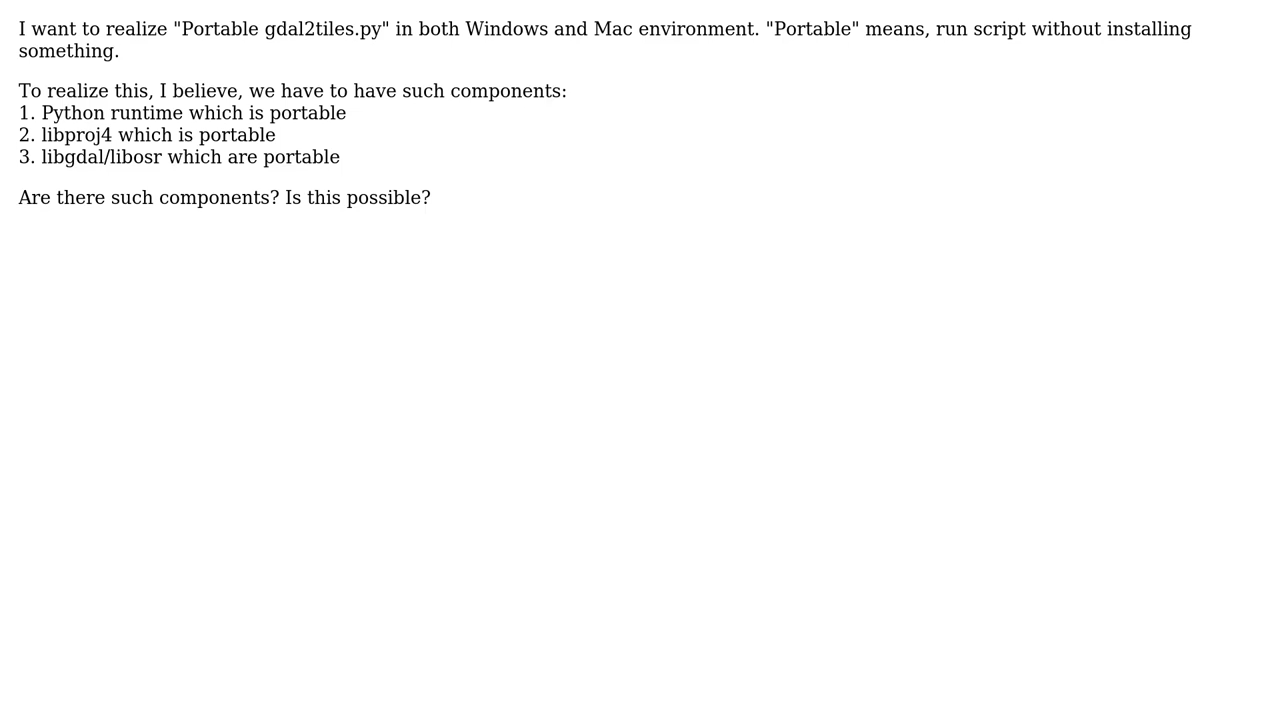 I want to realize "Portable gdal2tiles.py" in both Windows and Mac environment. "Portable" means, run script without installing
something.
To realize this, I believe, we have to have such components:
1. Python runtime which is portable
2. libproj4 which is portable
3. libgdal/libosr which are portable
Are there such components? Is this possible?